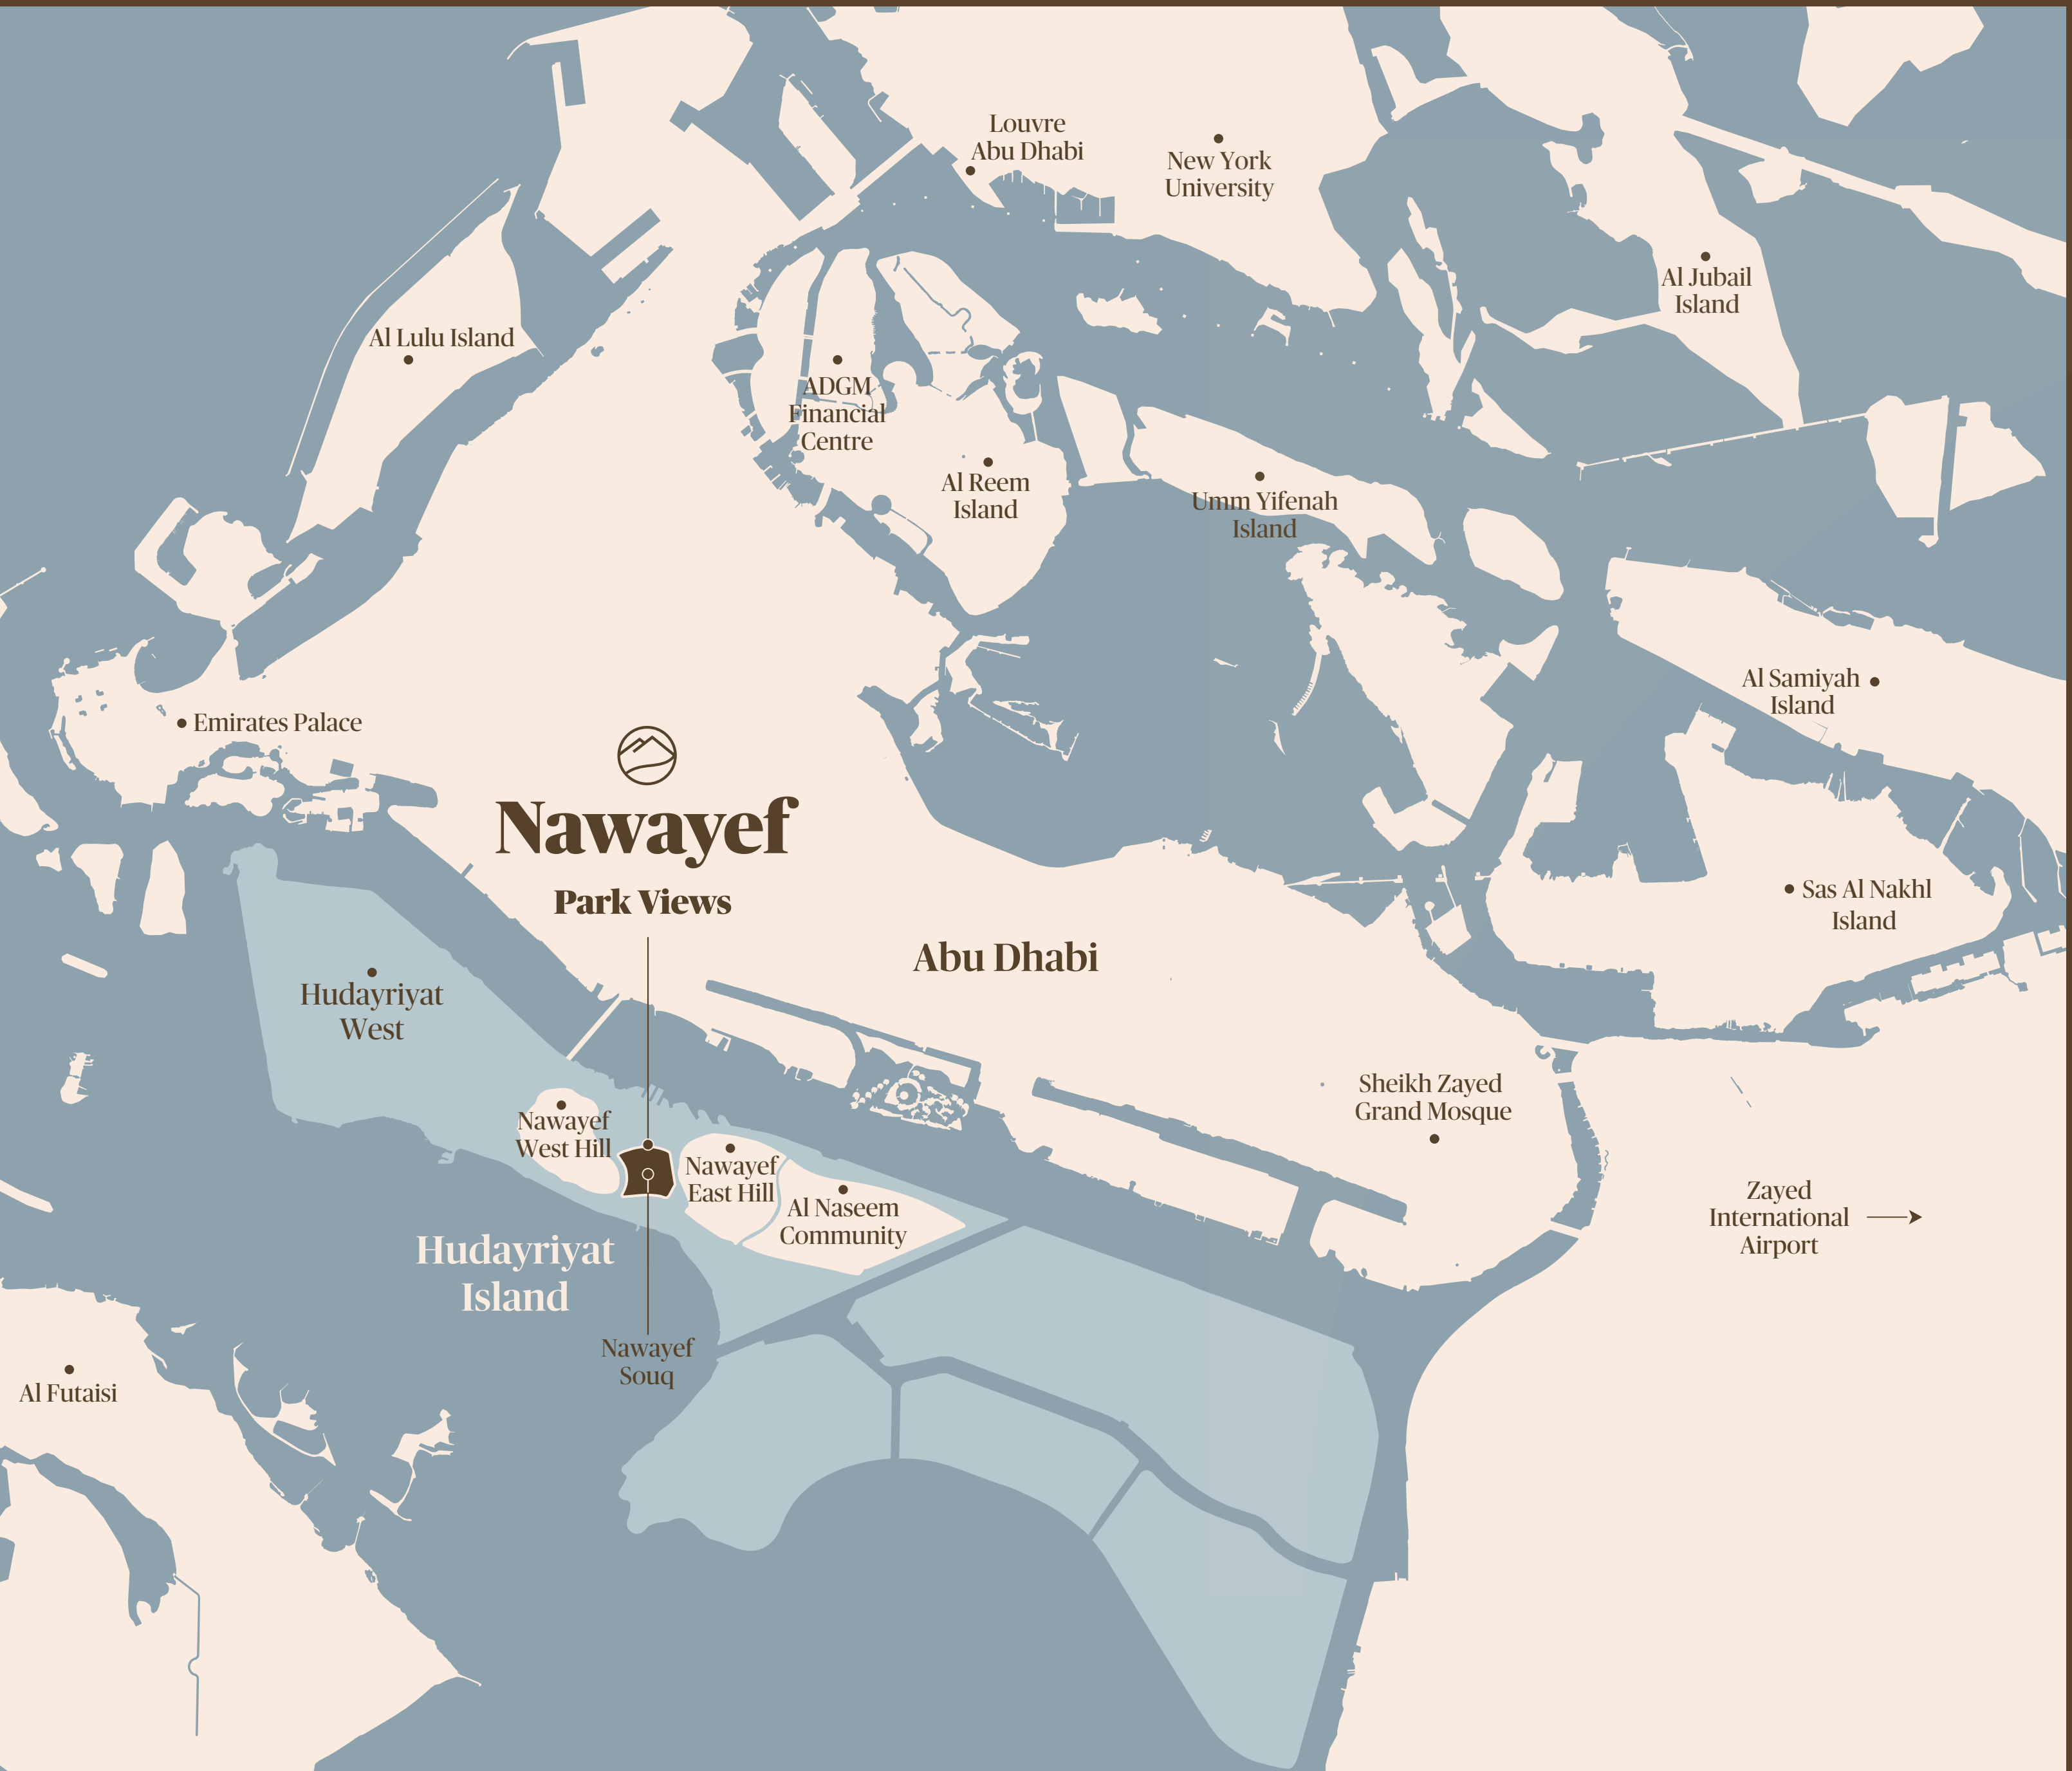 Louvre
Abu Dhabi
New York
University
Al Jubail
Island
Al Lulu Island
ADGM
Financial
Centre
Al Reem
Island
Umm Yifenah
Island
Al Samiyah
Island
Emirates Palace
Nawayef
Park Views
Sas Al Nakhl
Island
Abu Dhabi
Hudayriyat
West
Sheikh Zayed
Grand Mosque
Nawayef
West Hill
Nawayef
East Hill
Al Naseem
Community
Zayed
International
Airport
Hudayriyat
Island
Nawayef
Souq
Al Futaisi